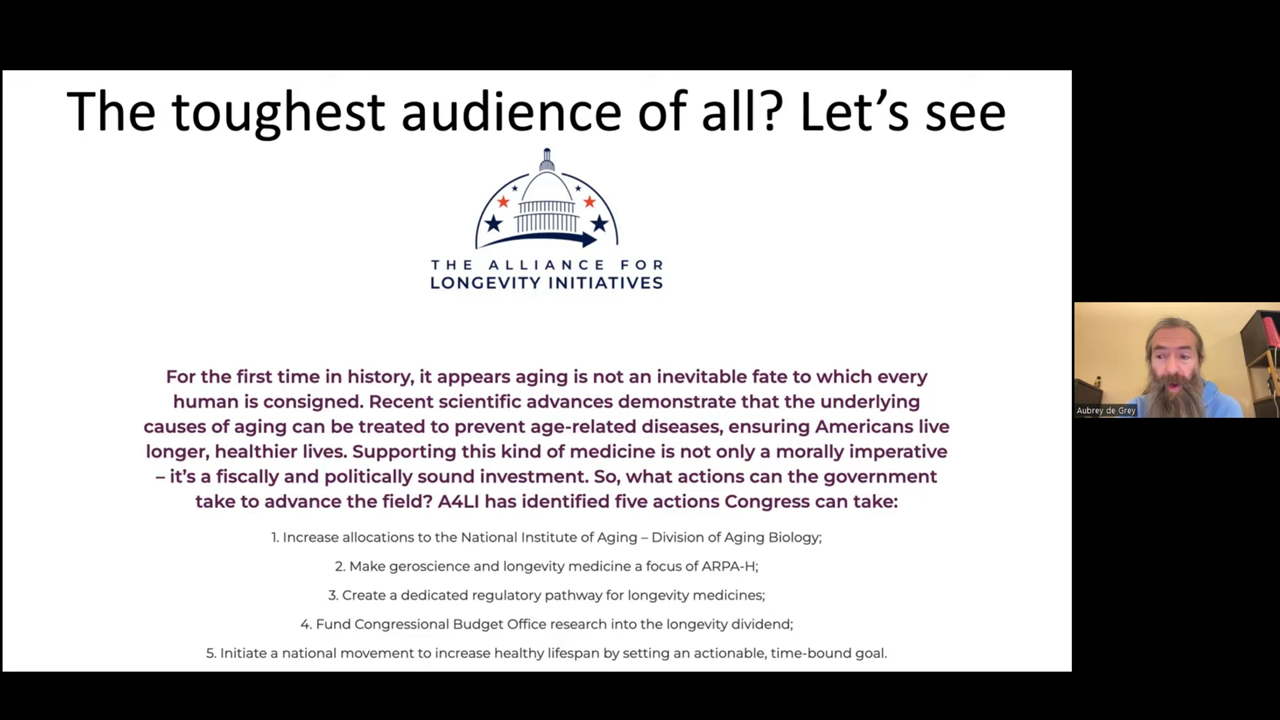 The toughest audience of all? Let's see
THE ALLIANCE FOR
LONGEVITY INITIATIVES
For the first time in history, it appears aging is not an inevitable fate to which every
human is consigned. Recent scientific advances demonstrate that the underlying
causes of aging can be treated to prevent age-related diseases, ensuring Americans live
longer, healthier lives. Supporting this kind of medicine is not only a morally imperative
– it's a fiscally and politically sound investment. So, what actions can the government
take to advance the field? A4LI has identified five actions Congress can take:
1. Increase allocations to the National Institute of Aging – Division of Aging Biology;
2. Make geroscience and longevity medicine a focus of ARPA-H;
3. Create a dedicated regulatory pathway for longevity medicines;
4. Fund Congressional Budget Office research into the longevity dividend;
5. Initiate a national movement to increase healthy lifespan by setting an actionable, time-bound goal.
Aubrey de Grey